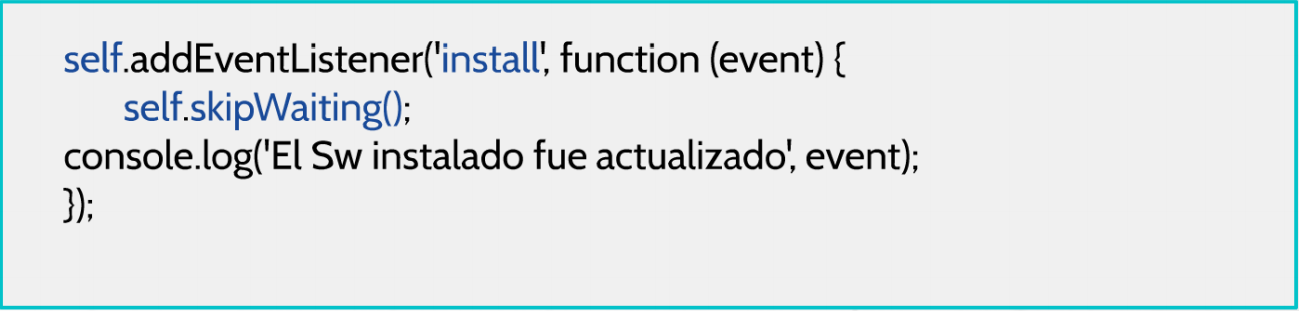 self.addEventListener('install', function (event) {
self.skipWaiting();
console.log('El Sw instalado fue actualizado', event);
});